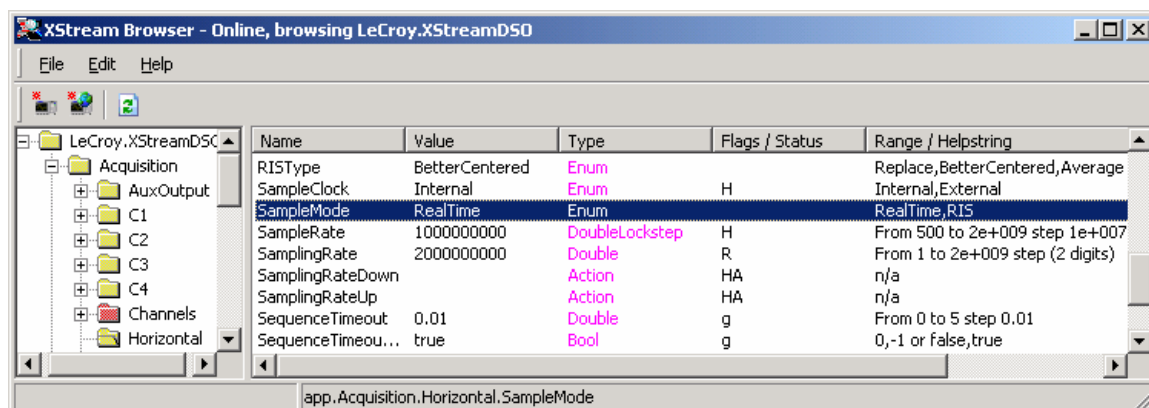 XStream Browser - Online, browsing LeCroy.XStreamDSO
File Edit Help
LeCroy.XStreamDSO
Acquisition
AuxOutput
C1
C2
C3
C4
Channels
Horizontal
Name Value Type Flags / Status Range / Helpstring
RISType BetterCentered Enum Replace,BetterCentered,Average
SampleClock Internal Enum H Internal,External
SampleMode RealTime Enum RealTime,RIS
SampleRate 1000000000 DoubleLockstep H From 500 to 2e+009 step 1e+007
SamplingRate 2000000000 Double R From 1 to 2e+009 step (2 digits)
SamplingRateDown Action HA n/a
SamplingRateUp Action HA n/a
SequenceTimeout 0.01 Double g From 0 to 5 step 0.01
SequenceTimeou... true Bool g 0,-1 or false,true
app.Acquisition.Horizontal.SampleMode